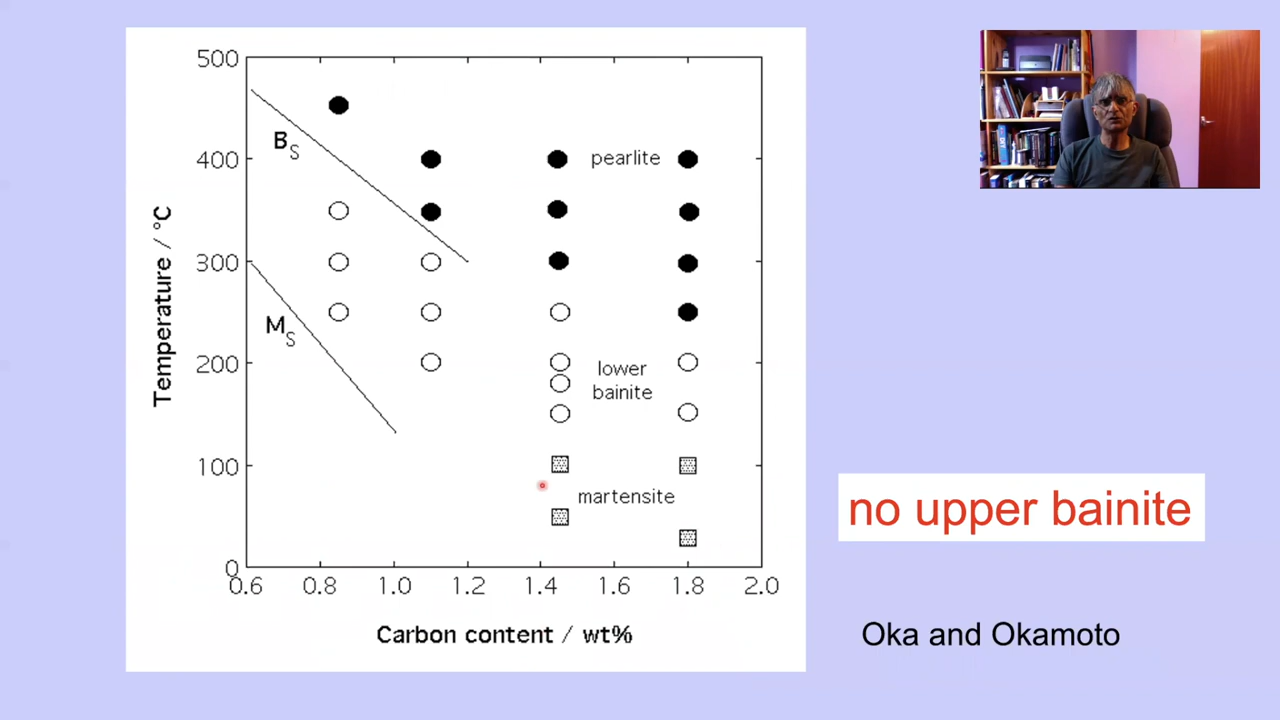 500
400
300
200
100
0
Temperature / °C
B_S
M_S
pearlite
lower
bainite
martensite
0.6 0.8 1.0 1.2 1.4 1.6 1.8 2.0
Carbon content / wt%
no upper bainite
Oka and Okamoto